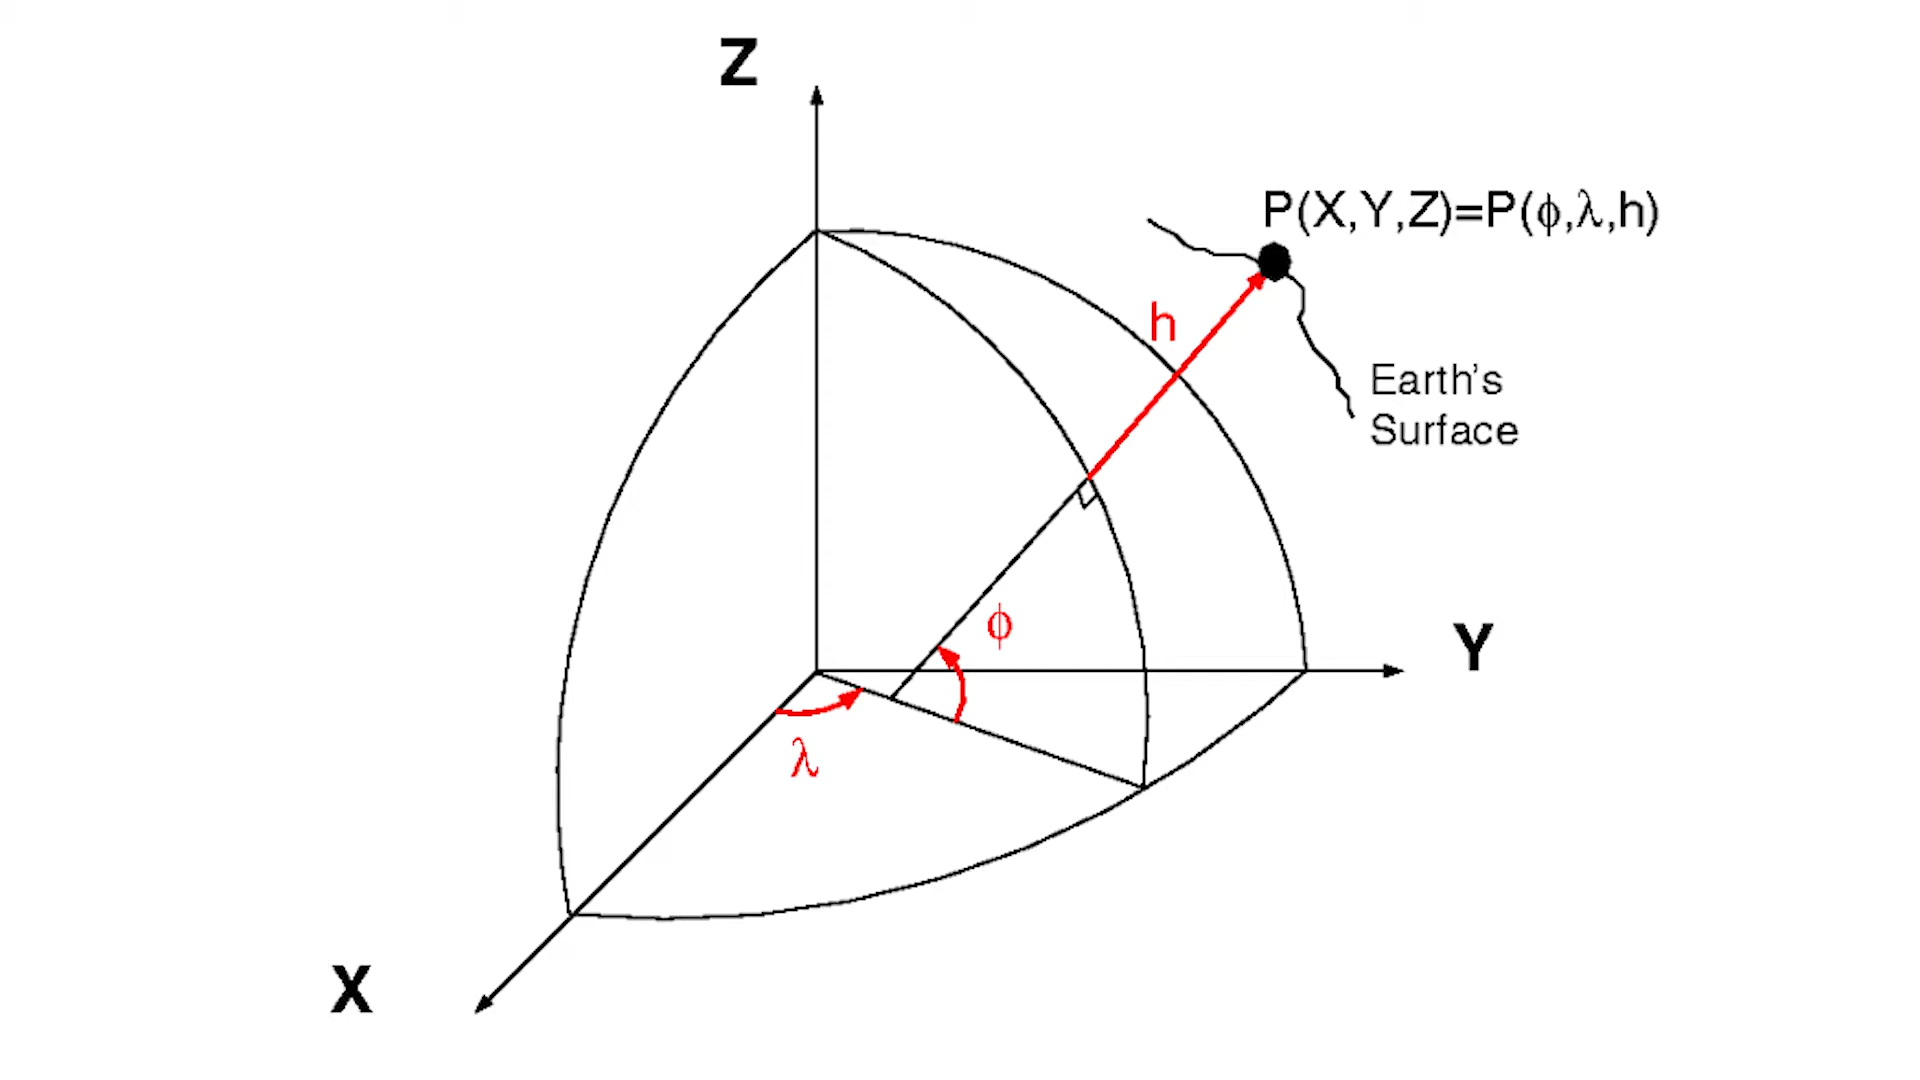 Z
P(X,Y,Z)=P(ϕ,λ,h)
h
Earth's
Surface
ϕ
Y
λ
X